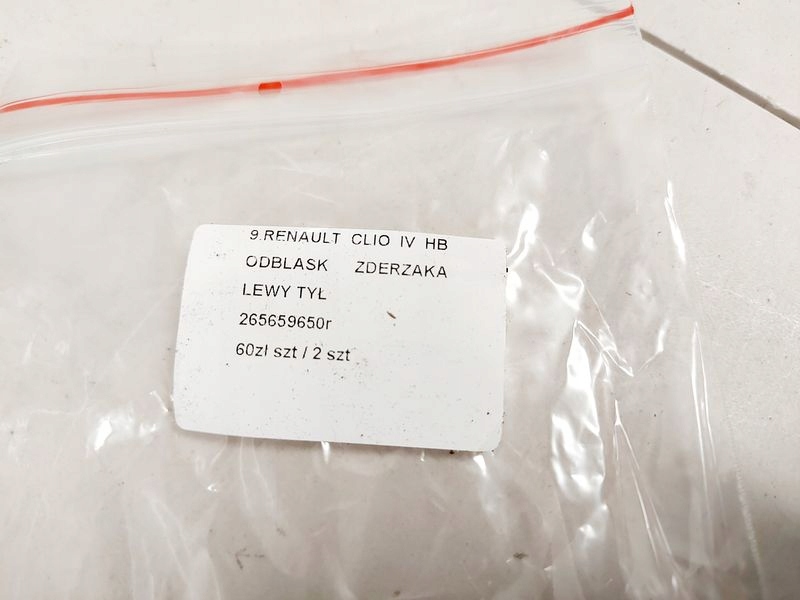 9.RENAULT CLIO IV HB
ODBLASK ZDERZAKA
LEWY TYŁ
265659650r
60zł szt / 2 szt